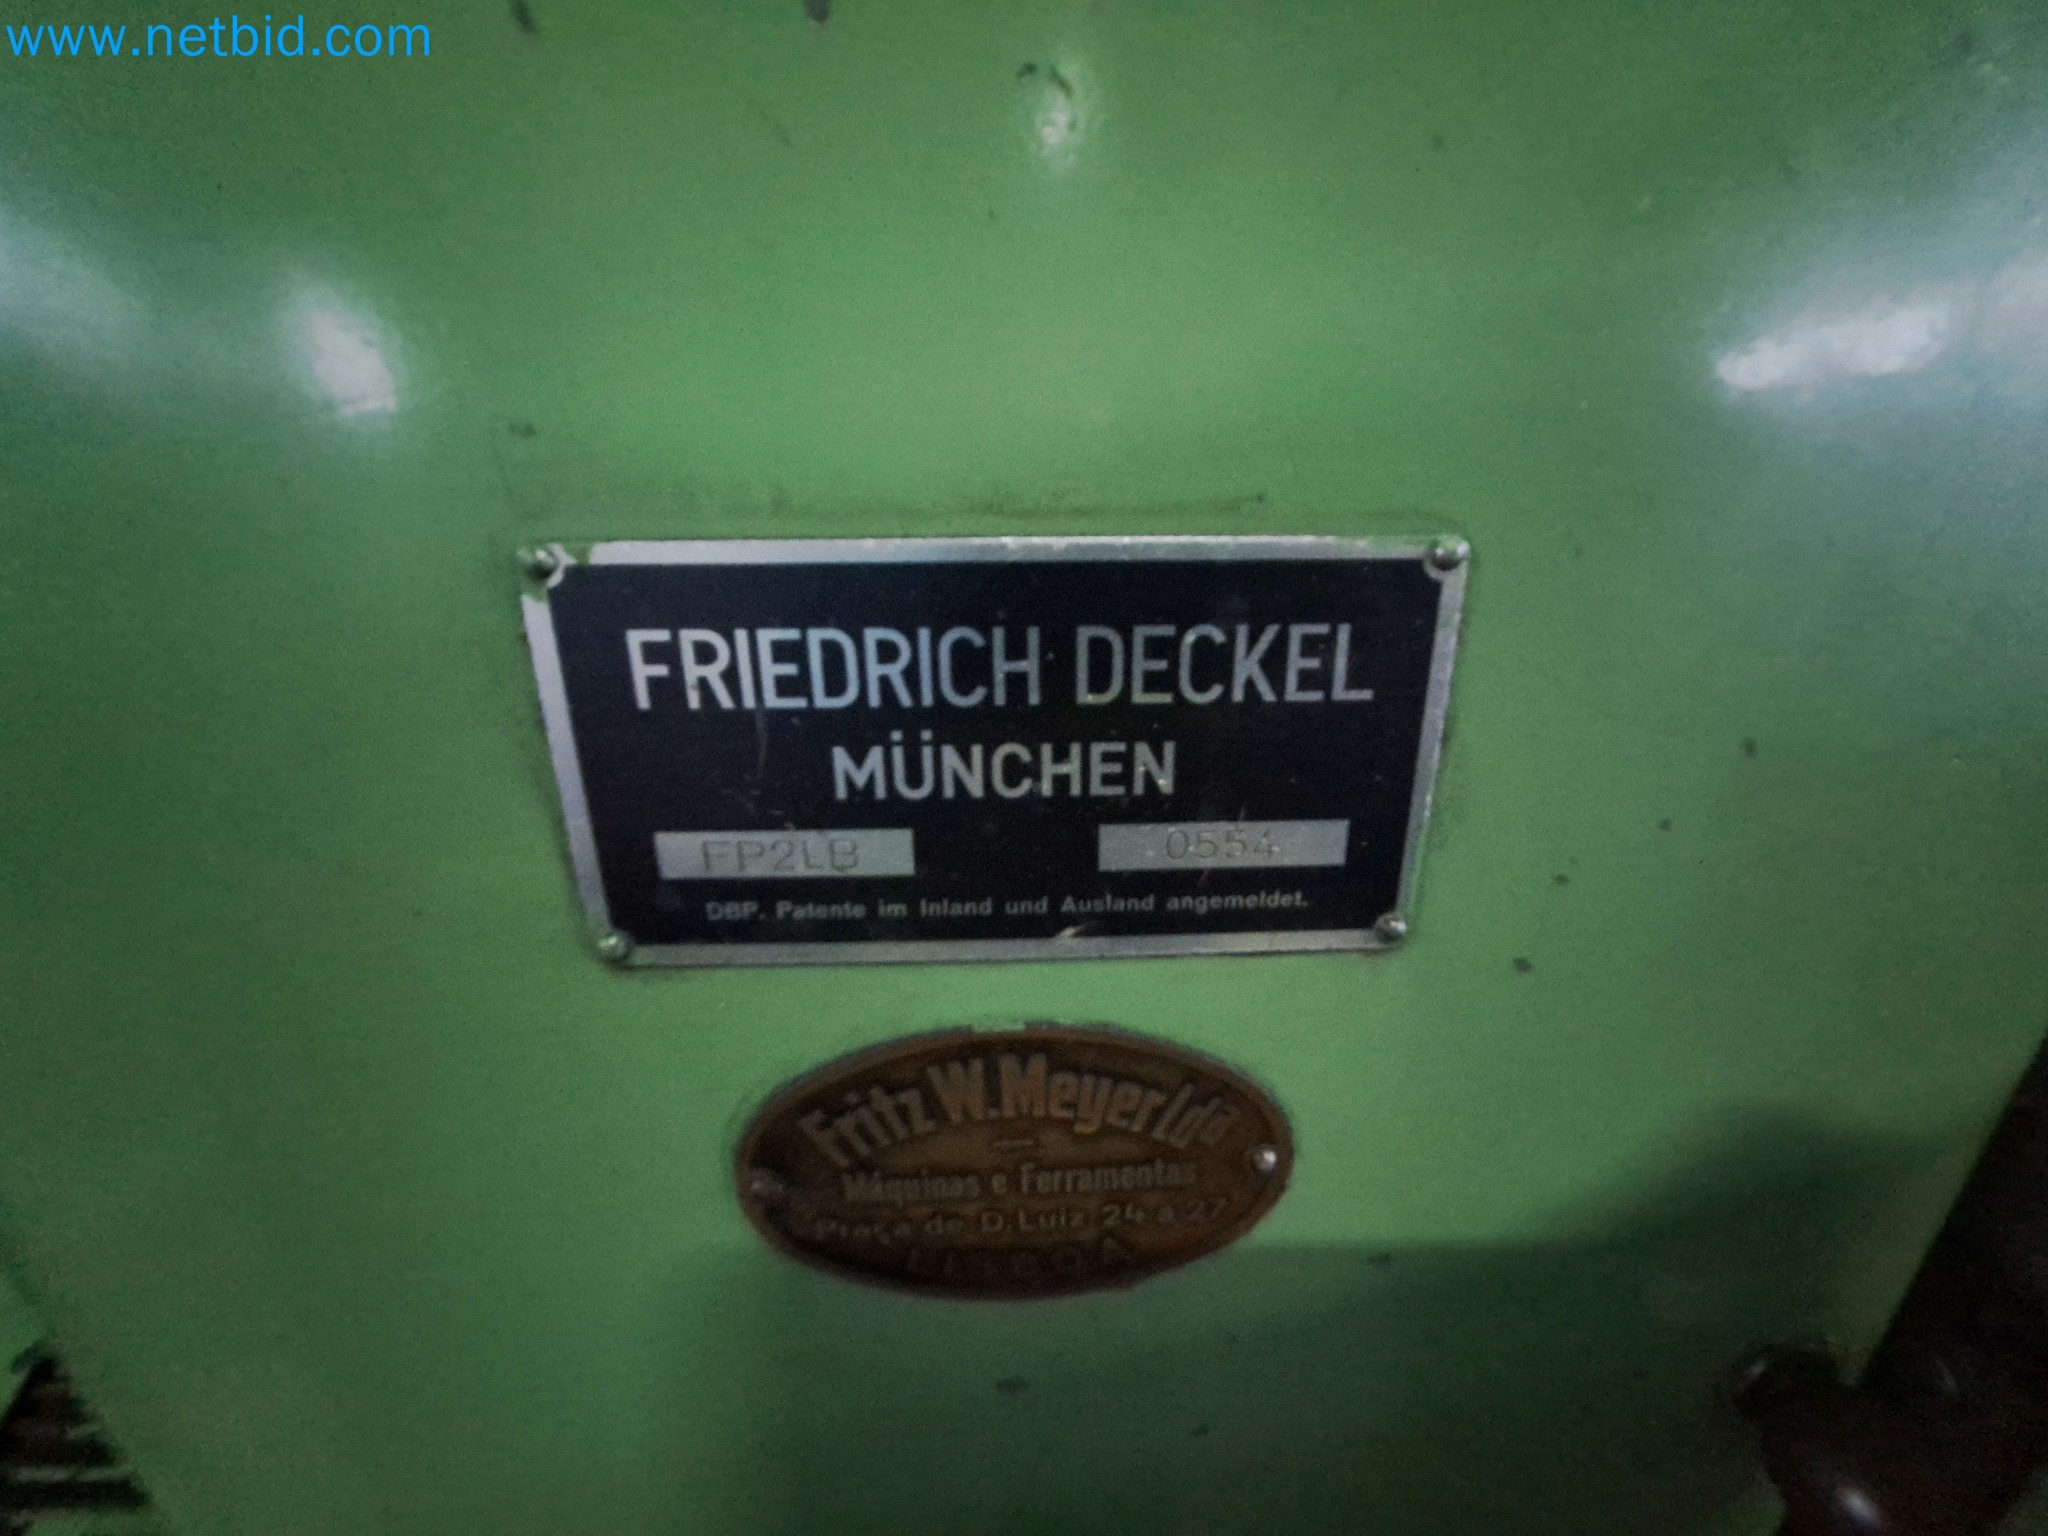 www.netbid.com
FRIEDRICH DECKEL
MÜNCHEN
FP2LB 0554
DBP. Patente im Inland und Ausland angemeldet.
Fritz W. Meyer Lda
Máquinas e Ferramentas
Praça de D. Luiz 24 a 27
LISBOA